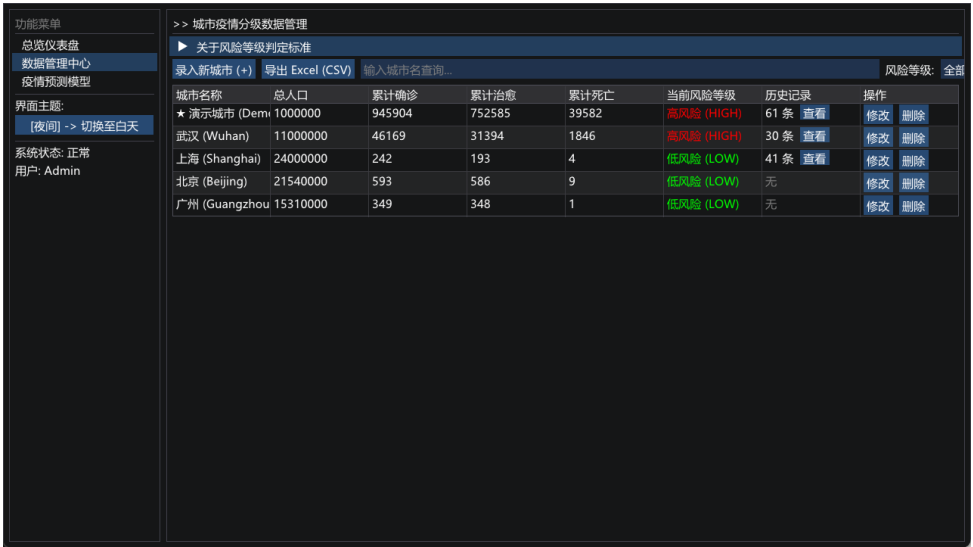 功能菜单
总览仪表盘
数据管理中心
疫情预测模型
界面主题:
[夜间] -> 切换至白天
系统状态: 正常
用户: Admin
>> 城市疫情分级数据管理
▶ 关于风险等级判定标准
录入新城市 (+) 导出 Excel (CSV) 输入城市名查询... 风险等级: 全部
城市名称 总人口 累计确诊 累计治愈 累计死亡 当前风险等级 历史记录 操作
★ 演示城市 (Demo 1000000 945904 752585 39582 高风险 (HIGH) 61 条 查看 修改 删除
武汉 (Wuhan) 11000000 46169 31394 1846 高风险 (HIGH) 30 条 查看 修改 删除
上海 (Shanghai) 24000000 242 193 4 低风险 (LOW) 41 条 查看 修改 删除
北京 (Beijing) 21540000 593 586 9 低风险 (LOW) 无 修改 删除
广州 (Guangzhou 15310000 349 348 1 低风险 (LOW) 无 修改 删除